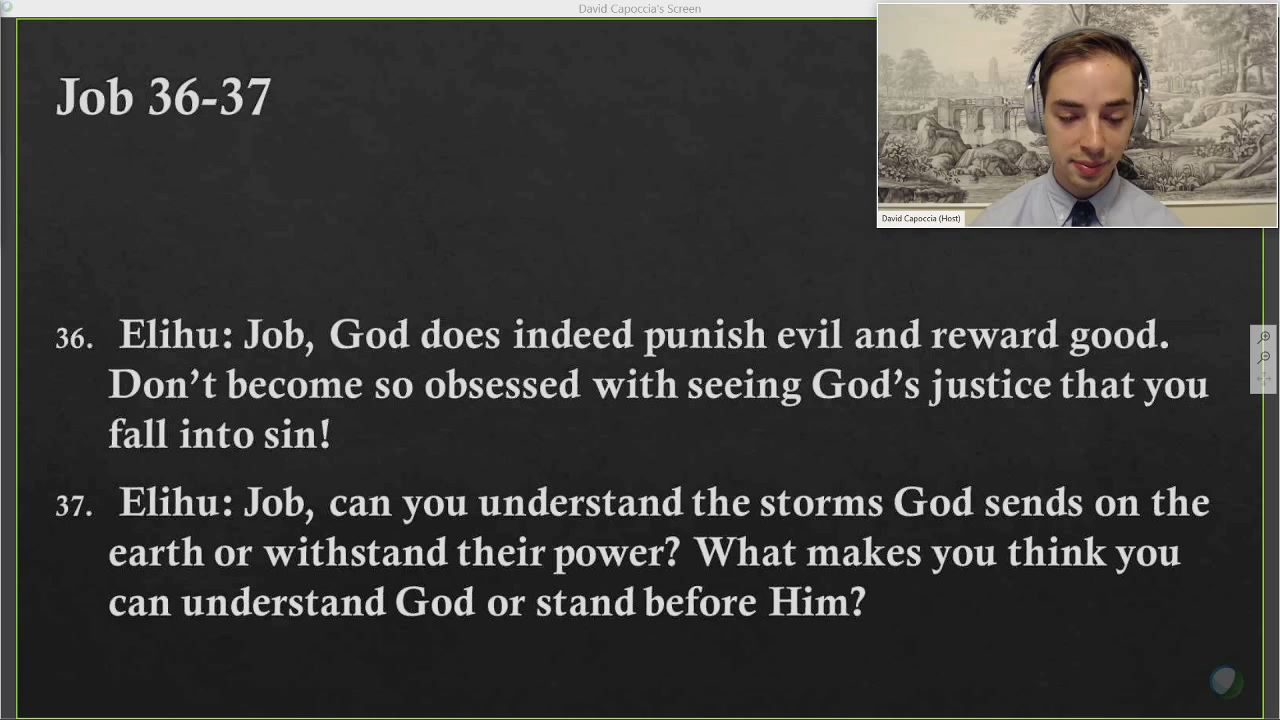 David Capoccia's Screen
Job 36-37
David Capoccia (Host)
36. Elihu: Job, God does indeed punish evil and reward good.
Don’t become so obsessed with seeing God’s justice that you
fall into sin!
37. Elihu: Job, can you understand the storms God sends on the
earth or withstand their power? What makes you think you
can understand God or stand before Him?